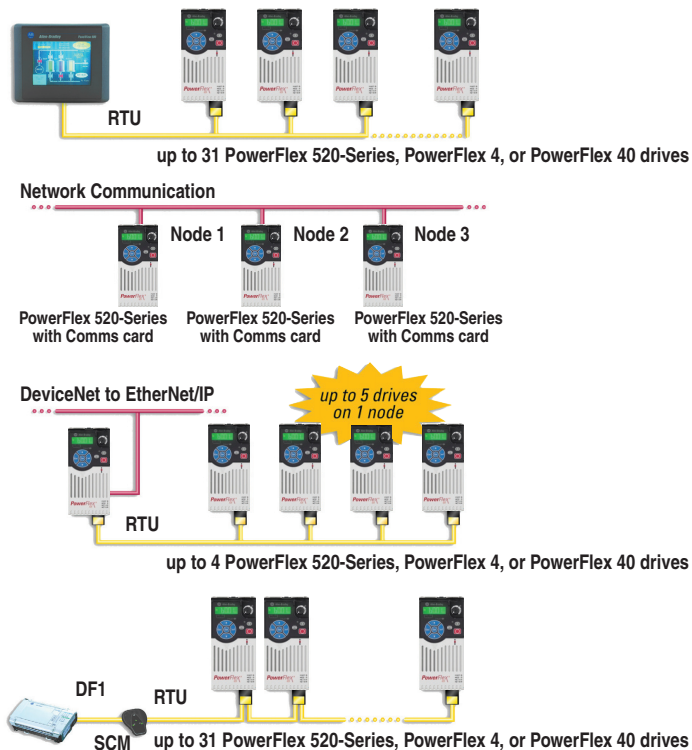 RTU
up to 31 PowerFlex 520-Series, PowerFlex 4, or PowerFlex 40 drives
Network Communication
Node 1
Node 2
Node 3
PowerFlex 520-Series
with Comms card
PowerFlex 520-Series
with Comms card
PowerFlex 520-Series
with Comms card
DeviceNet to EtherNet/IP
up to 5 drives
on 1 node
RTU
up to 4 PowerFlex 520-Series, PowerFlex 4, or PowerFlex 40 drives
DF1
RTU
SCM
up to 31 PowerFlex 520-Series, PowerFlex 4, or PowerFlex 40 drives